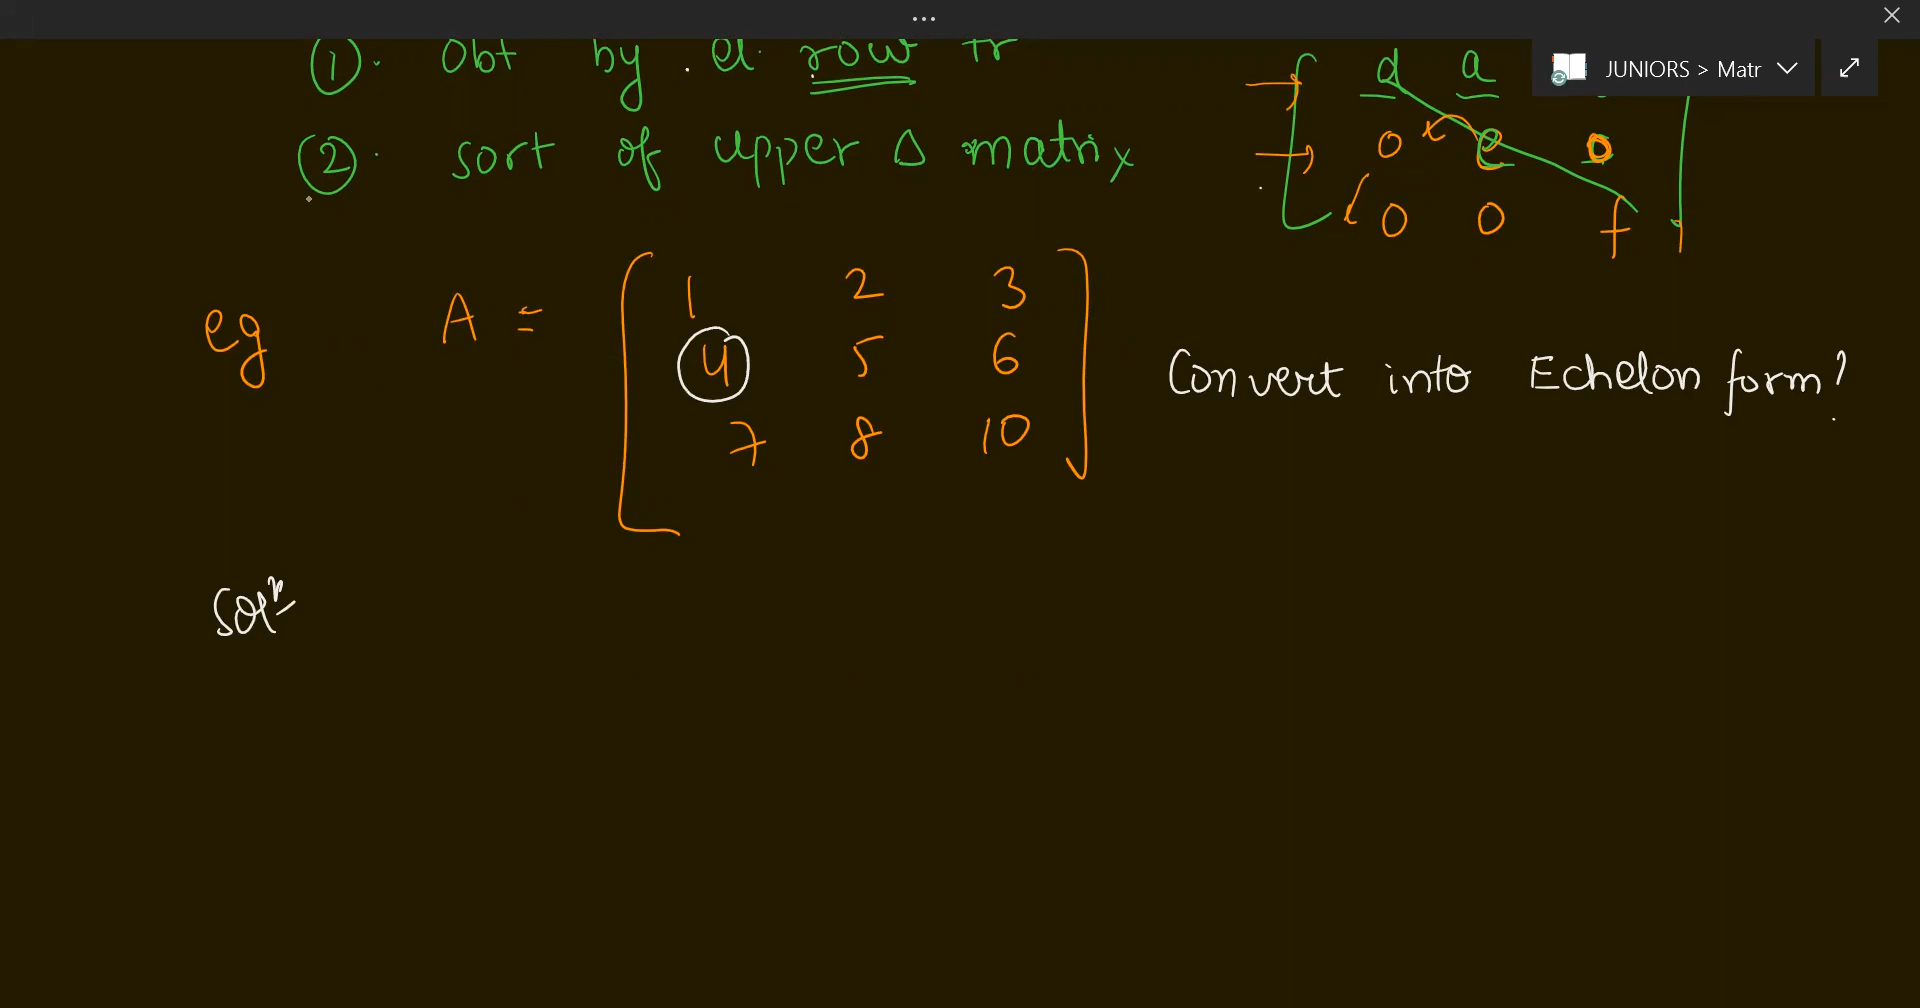 ...
JUNIORS > Matr
①. Obt by el. row tr
d a
②. sort of upper Δ matrix
0 e 0
0 0 f
eg A = [ 1 2 3
4 5 6
7 8 10 ]
Convert into Echelon form?
Solⁿ